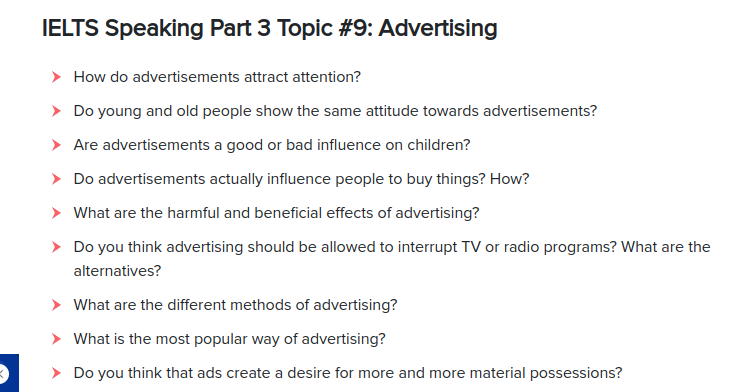 IELTS Speaking Part 3 Topic #9: Advertising
How do advertisements attract attention?
Do young and old people show the same attitude towards advertisements?
Are advertisements a good or bad influence on children?
Do advertisements actually influence people to buy things? How?
What are the harmful and beneficial effects of advertising?
Do you think advertising should be allowed to interrupt TV or radio programs? What are the
alternatives?
What are the different methods of advertising?
What is the most popular way of advertising?
Do you think that ads create a desire for more and more material possessions?